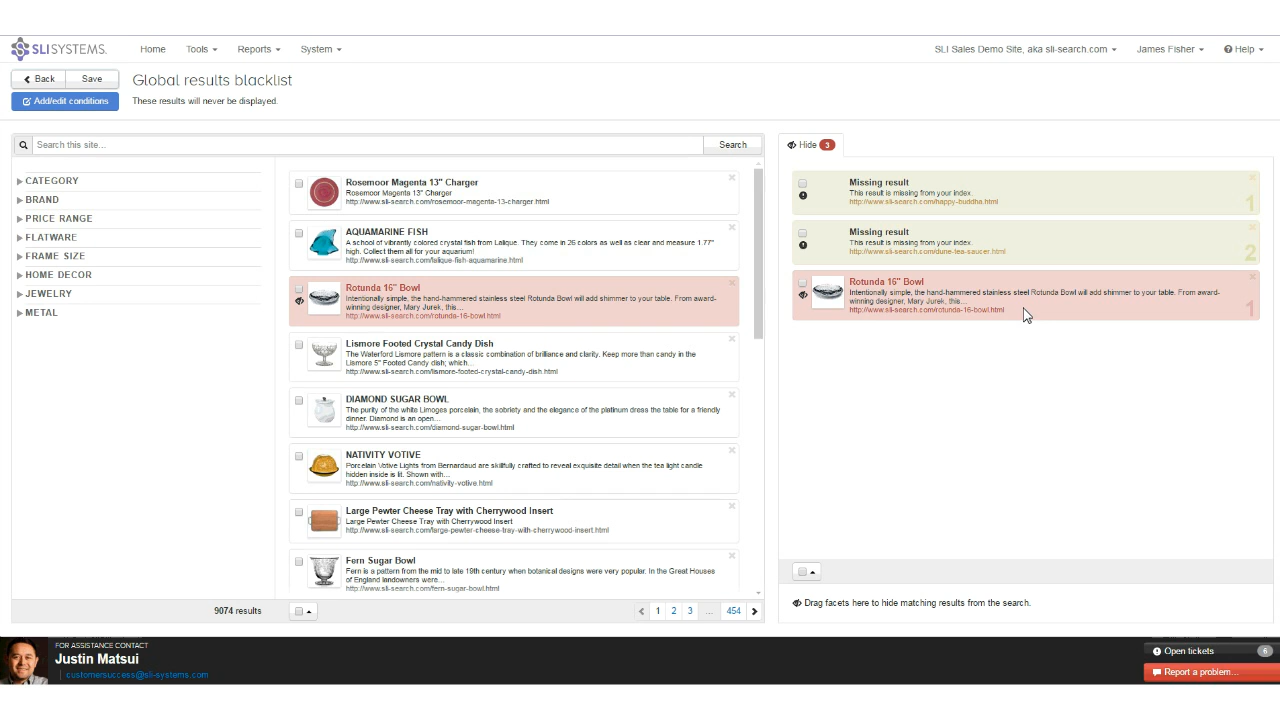 SLISYSTEMS.
Home
Tools
Reports
System
SLI Sales Demo Site, aka sli-search.com
James Fisher
Help
Back
Save
Global results blacklist
Add/edit conditions
These results will never be displayed.
Search this site...
Search
CATEGORY
BRAND
PRICE RANGE
FLATWARE
FRAME SIZE
HOME DECOR
JEWELRY
METAL
Rosemoor Magenta 13" Charger
Rosemoor Magenta 13" Charger
http://www.sli-search.com/rosemoor-magenta-13-charger.html
AQUAMARINE FISH
A school of vibrantly colored crystal fish from Lalique. They come in 26 colors as well as clear and measure 1.77"
high. Collect them all for your aquarium!
http://www.sli-search.com/lalique-fish-aquamarine.html
Rotunda 16" Bowl
Intentionally simple, the hand-hammered stainless steel Rotunda Bowl will add shimmer to your table. From award-
winning designer, Mary Jurek, this...
http://www.sli-search.com/rotunda-16-bowl.html
Lismore Footed Crystal Candy Dish
The Waterford Lismore pattern is a classic combination of brilliance and clarity. Keep more than candy in the
Lismore 5" Footed Candy dish; which...
http://www.sli-search.com/lismore-footed-crystal-candy-dish.html
DIAMOND SUGAR BOWL
The purity of the white Limoges porcelain, the sobriety and the elegance of the platinum dress the table for a friendly
dinner. Diamond is an open...
http://www.sli-search.com/diamond-sugar-bowl.html
NATIVITY VOTIVE
Porcelain Votive Lights from Bernardaud are skillfully crafted to reveal exquisite detail when the tea light candle
hidden inside is lit. Shown with...
http://www.sli-search.com/nativity-votive.html
Large Pewter Cheese Tray with Cherrywood Insert
Large Pewter Cheese Tray with Cherrywood Insert
http://www.sli-search.com/large-pewter-cheese-tray-with-cherrywood-insert.html
Fern Sugar Bowl
Fern is a pattern from the mid to late 19th century when botanical designs were very popular. In the Great Houses
of England landowners were...
http://www.sli-search.com/fern-sugar-bowl.html
9074 results
1
2
3
...
454
Hide 3
Missing result
This result is missing from your index.
http://www.sli-search.com/happy-buddha.html
1
Missing result
This result is missing from your index.
http://www.sli-search.com/dune-tea-saucer.html
2
Rotunda 16" Bowl
Intentionally simple, the hand-hammered stainless steel Rotunda Bowl will add shimmer to your table. From award-
winning designer, Mary Jurek, this...
http://www.sli-search.com/rotunda-16-bowl.html
1
Drag facets here to hide matching results from the search.
FOR ASSISTANCE CONTACT
Justin Matsui
customersuccess@sli-systems.com
Open tickets 6
Report a problem...